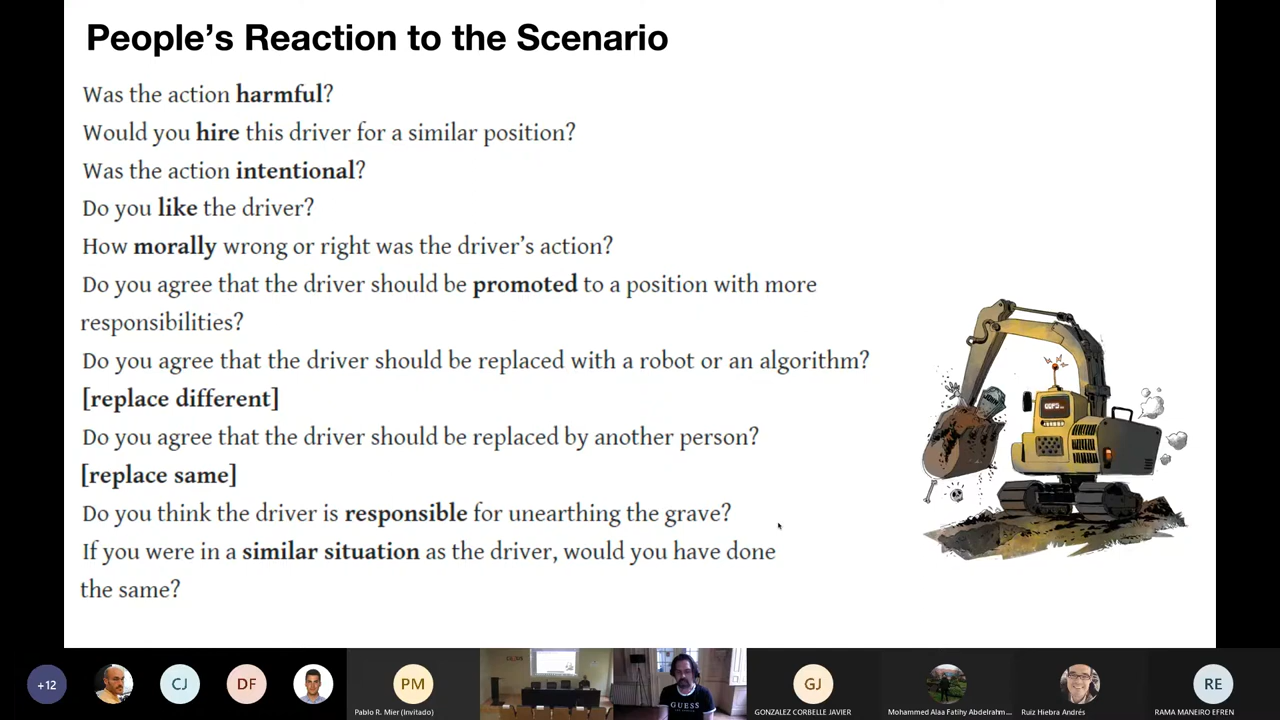 People's Reaction to the Scenario
Was the action harmful?
Would you hire this driver for a similar position?
Was the action intentional?
Do you like the driver?
How morally wrong or right was the driver's action?
Do you agree that the driver should be promoted to a position with more
responsibilities?
Do you agree that the driver should be replaced with a robot or an algorithm?
[replace different]
Do you agree that the driver should be replaced by another person?
[replace same]
Do you think the driver is responsible for unearthing the grave?
If you were in a similar situation as the driver, would you have done
the same?
+12
CJ
DF
PM
Pablo R. Mier (Invitado)
GUESS
GJ
GONZALEZ CORBELLE JAVIER
Mohammed Alaa Fatihy Abdelrahm...
Ruiz Hiebra Andrés
RE
RAMA MANEIRO EFREN